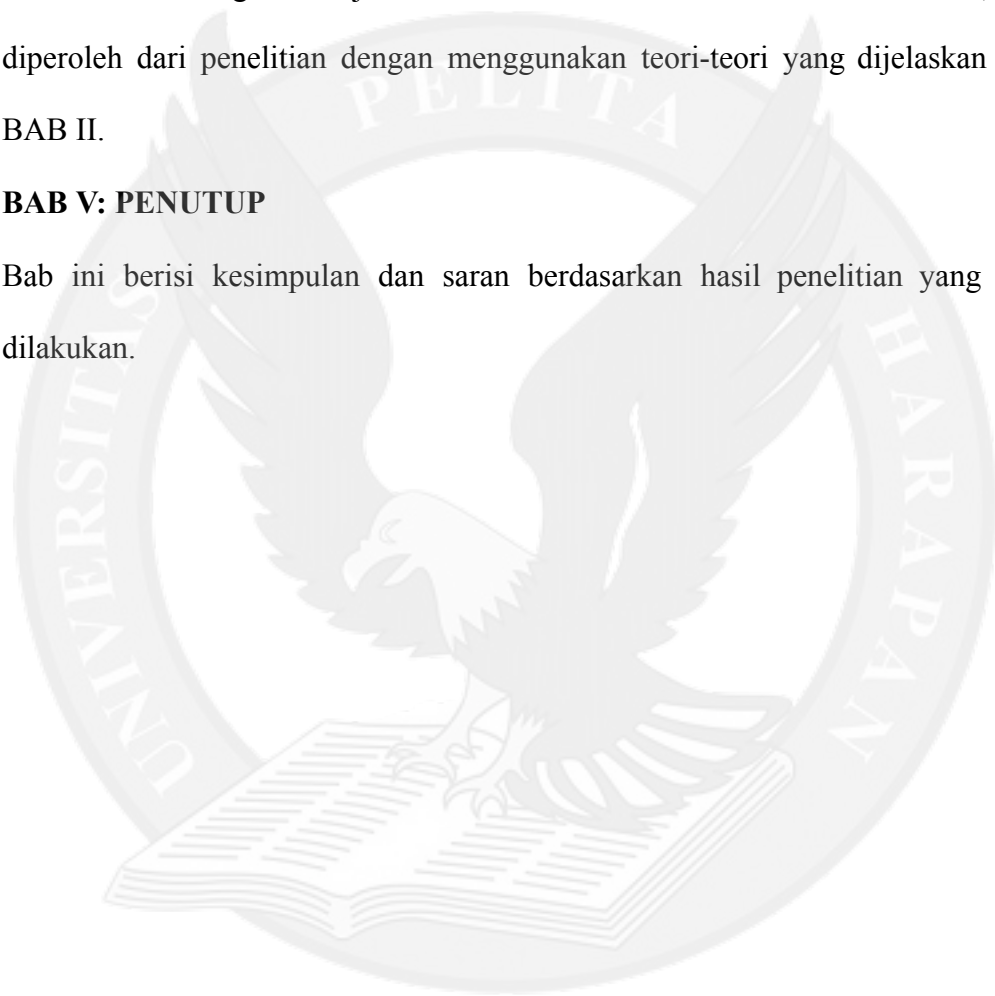 diperoleh dari penelitian dengan menggunakan teori-teori yang dijelaskan
BAB II.
BAB V: PENUTUP
Bab ini berisi kesimpulan dan saran berdasarkan hasil penelitian yang
dilakukan.
UNIVERSITAS PELITA HARAPAN